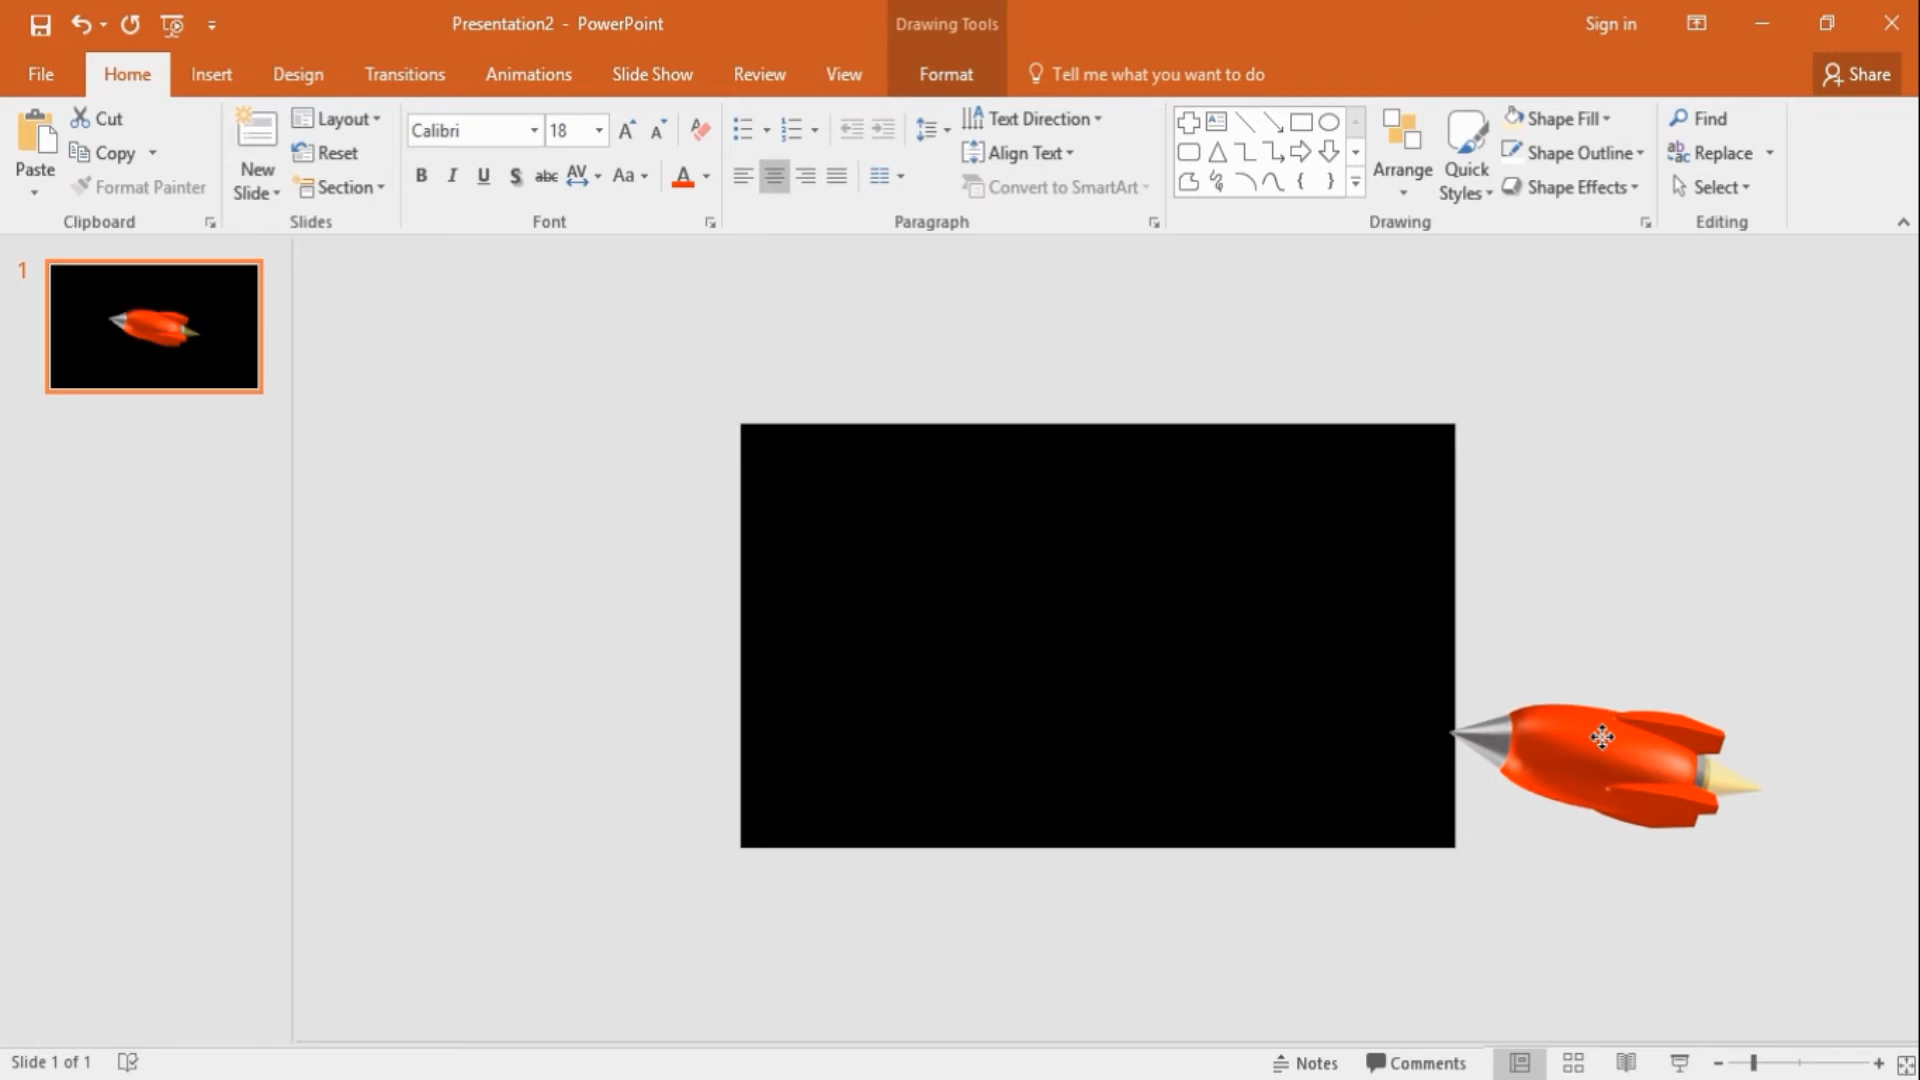 Presentation2 - PowerPoint
Drawing Tools
Sign in
File
Home
Insert
Design
Transitions
Animations
Slide Show
Review
View
Format
Tell me what you want to do
Share
Paste
Cut
Copy
Format Painter
Clipboard
New
Slide
Layout
Reset
Section
Slides
Calibri
18
B I U S abc AV Aa A
Font
Text Direction
Align Text
Convert to SmartArt
Paragraph
Arrange
Quick
Styles
Shape Fill
Shape Outline
Shape Effects
Drawing
Find
Replace
Select
Editing
1
Slide 1 of 1
Notes
Comments